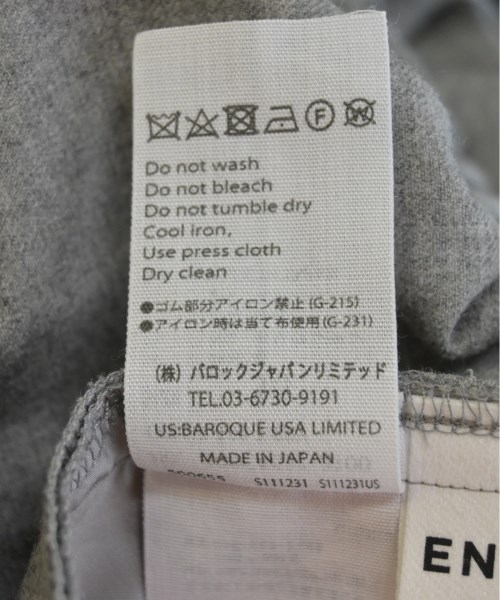 F W
Do not wash
Do not bleach
Do not tumble dry
Cool iron,
Use press cloth
Dry clean
●ゴム部分アイロン禁止(G-215)
●アイロン時は当て布使用(G-231)
(株) バロックジャパンリミテッド
TEL.03-6730-9191
US:BAROQUE USA LIMITED
MADE IN JAPAN
S111231 S111231US
EN